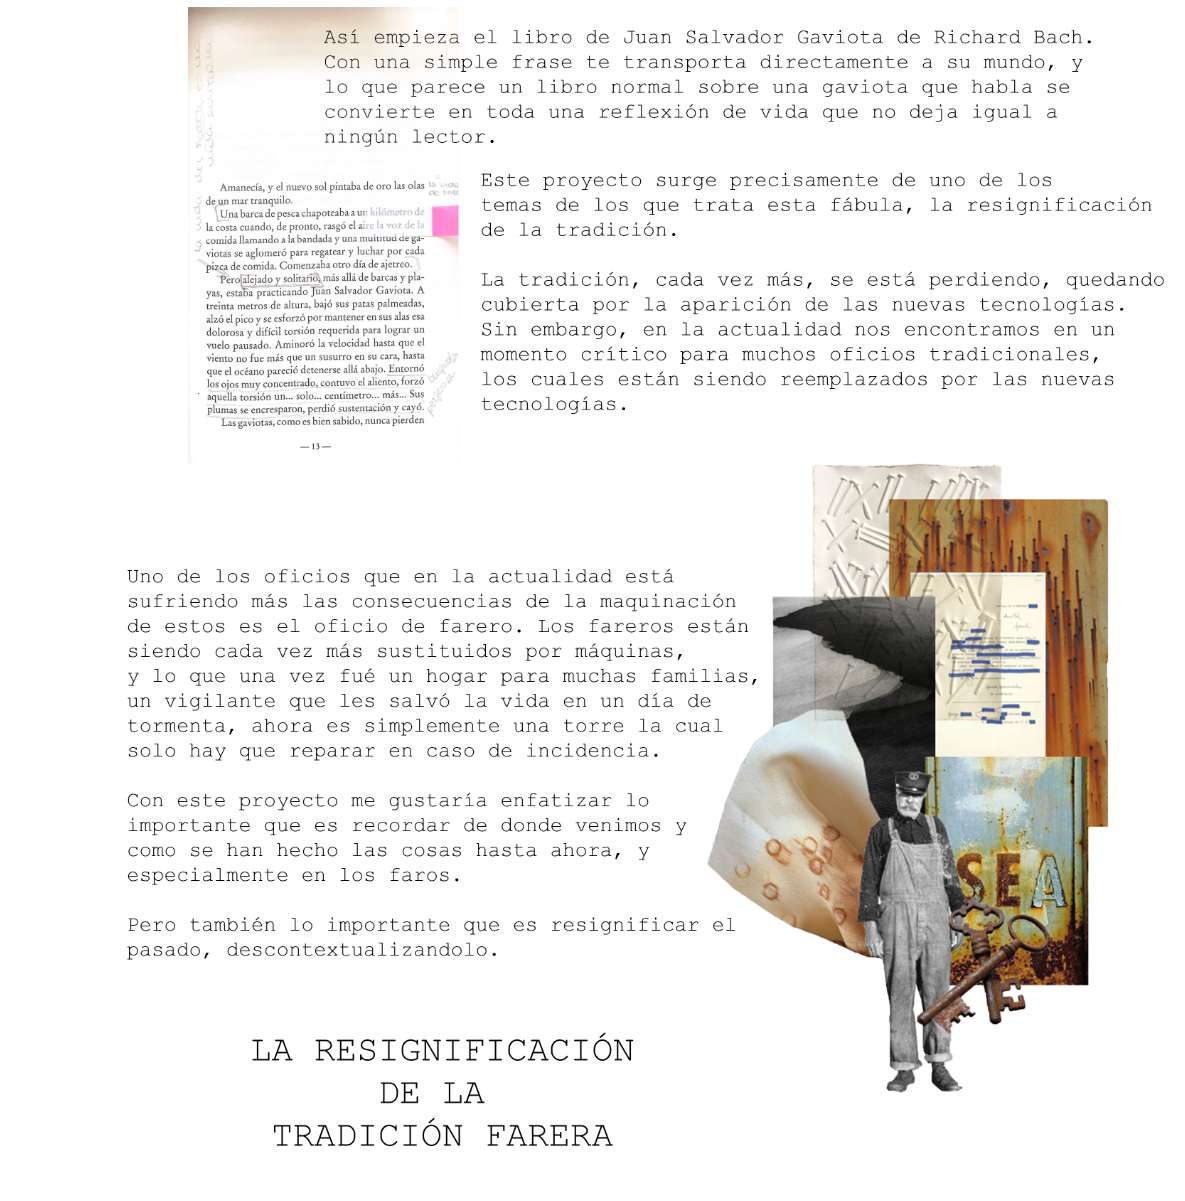 Así empieza el libro de Juan Salvador Gaviota de Richard Bach.
Con una simple frase te transporta directamente a su mundo, y
lo que parece un libro normal sobre una gaviota que habla se
convierte en toda una reflexión de vida que no deja igual a
ningún lector.
Amanecía, y el nuevo sol pintaba de oro las olas
de un mar tranquilo.
Una barca de pesca chapoteaba a un kilómetro de
la costa cuando, de pronto, rasgó el aire la voz de la
comida llamando a la bandada y una multitud de ga-
viotas se aglomeró para regatear y luchar por cada
pizca de comida. Comenzaba otro día de ajetreo.
Pero alejado y solitario, más allá de barcas y pla-
yas, estaba practicando Juan Salvador Gaviota. A
treinta metros de altura, bajó sus patas palmeadas,
alzó el pico y se esforzó por mantener en sus alas esa
dolorosa y difícil torsión requerida para lograr un
vuelo pausado. Aminoró la velocidad hasta que el
viento no fue más que un susurro en su cara, hasta
que el océano pareció detenerse allá abajo. Entornó
los ojos muy concentrado, contuvo el aliento, forzó
aquella torsión un... solo... centímetro... más... Sus
plumas se encresparon, perdió sustentación y cayó.
Las gaviotas, como es bien sabido, nunca pierden
— 13 —
Este proyecto surge precisamente de uno de los
temas de los que trata esta fábula, la resignificación
de la tradición.
La tradición, cada vez más, se está perdiendo, quedando
cubierta por la aparición de las nuevas tecnologías.
Sin embargo, en la actualidad nos encontramos en un
momento crítico para muchos oficios tradicionales,
los cuales están siendo reemplazados por las nuevas
tecnologías.
Uno de los oficios que en la actualidad está
sufriendo más las consecuencias de la maquinación
de estos es el oficio de farero. Los fareros están
siendo cada vez más sustituidos por máquinas,
y lo que una vez fué un hogar para muchas familias,
un vigilante que les salvó la vida en un día de
tormenta, ahora es simplemente una torre la cual
solo hay que reparar en caso de incidencia.
Con este proyecto me gustaría enfatizar lo
importante que es recordar de donde venimos y
como se han hecho las cosas hasta ahora, y
especialmente en los faros.
Pero también lo importante que es resignificar el
pasado, descontextualizandolo.
SEA
LA RESIGNIFICACIÓN
DE LA
TRADICIÓN FARERA